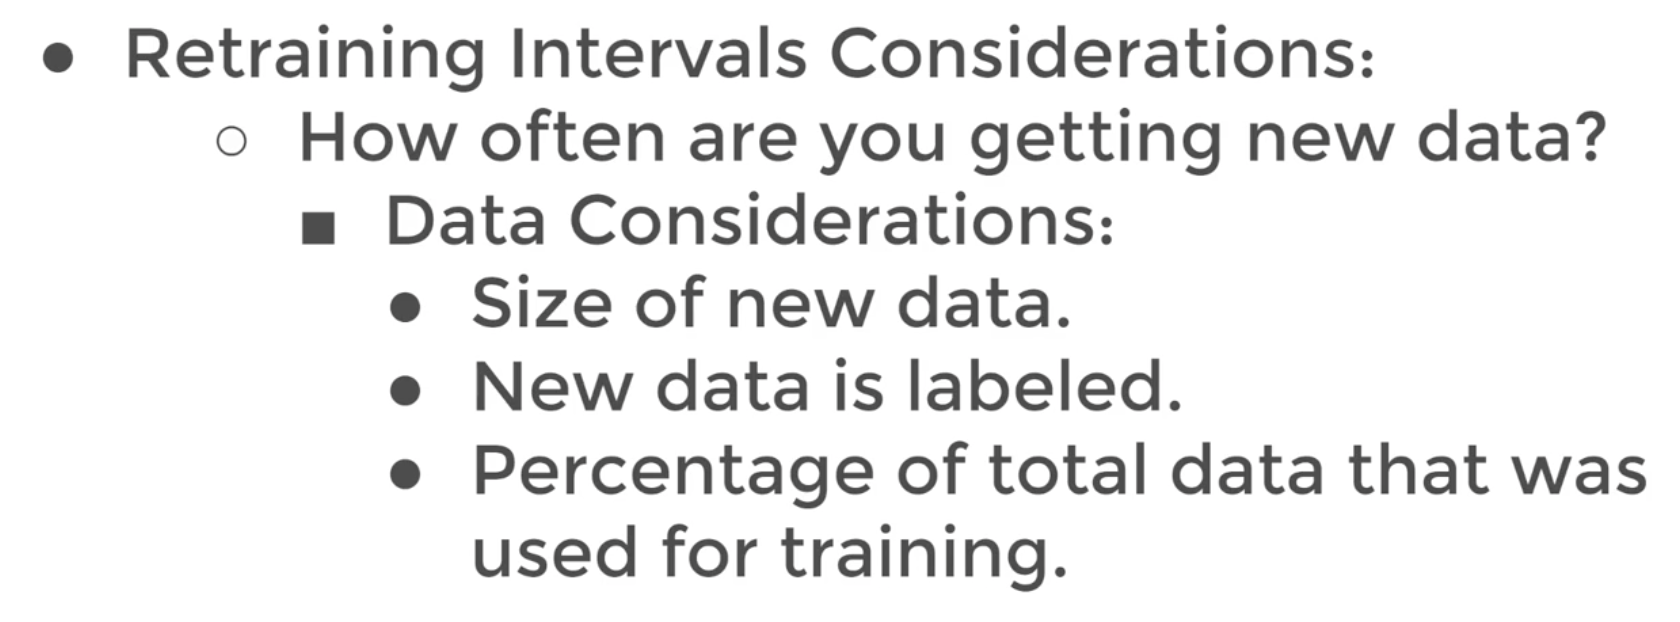 Retraining Intervals Considerations:
How often are you getting new data?
Data Considerations:
Size of new data.
New data is labeled.
Percentage of total data that was
used for training.